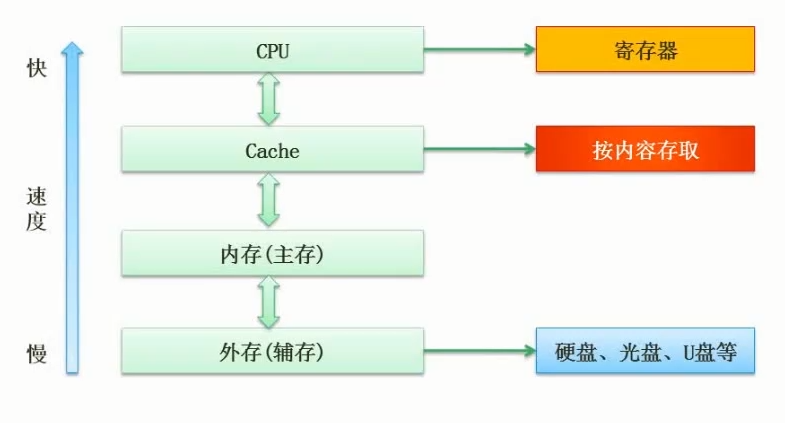 快
CPU
寄存器
Cache
按内容存取
速度
内存(主存)
慢
外存(辅存)
硬盘、光盘、U盘等